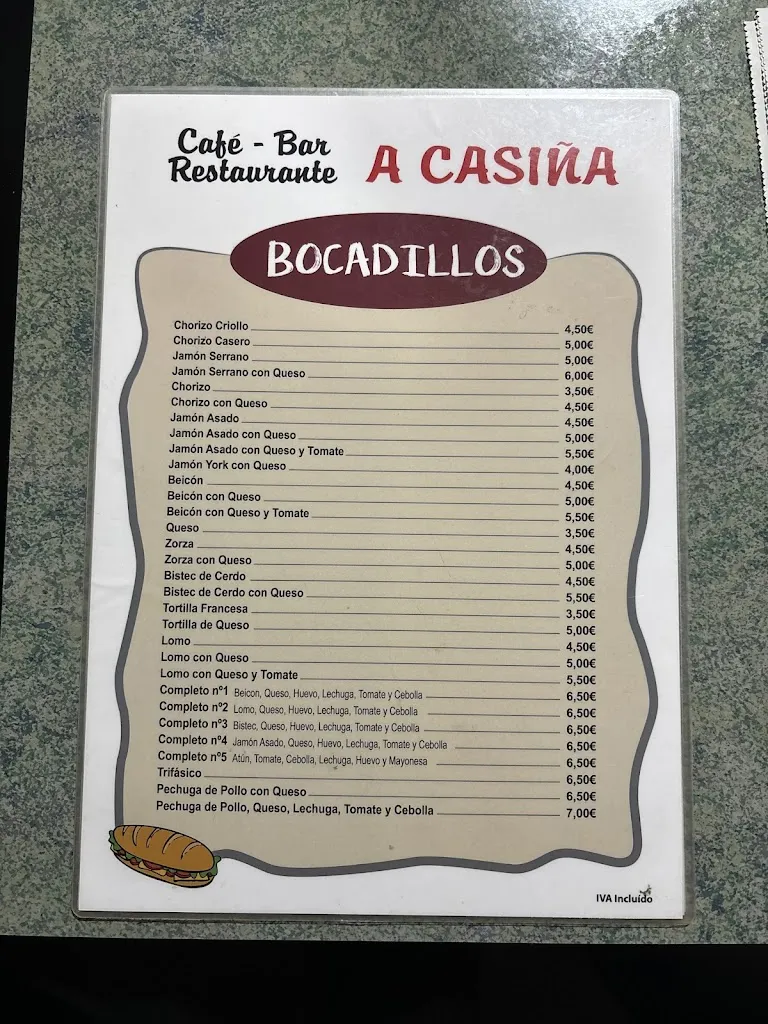 Café - Bar
Restaurante
A CASIÑA
BOCADILLOS
Chorizo Criollo 4,50€
Chorizo Casero 5,00€
Jamón Serrano 5,00€
Jamón Serrano con Queso 6,00€
Chorizo 3,50€
Chorizo con Queso 4,50€
Jamón Asado 4,50€
Jamón Asado con Queso 5,00€
Jamón Asado con Queso y Tomate 5,50€
Jamón York con Queso 4,00€
Beicón 4,50€
Beicón con Queso 5,00€
Beicón con Queso y Tomate 5,50€
Queso 3,50€
Zorza 4,50€
Zorza con Queso 5,00€
Bistec de Cerdo 4,50€
Bistec de Cerdo con Queso 5,50€
Tortilla Francesa 3,50€
Tortilla de Queso 5,00€
Lomo 4,50€
Lomo con Queso 5,00€
Lomo con Queso y Tomate 5,50€
Completo nº1 Beicon, Queso, Huevo, Lechuga, Tomate y Cebolla 6,50€
Completo nº2 Lomo, Queso, Huevo, Lechuga, Tomate y Cebolla 6,50€
Completo nº3 Bistec, Queso, Huevo, Lechuga, Tomate y Cebolla 6,50€
Completo nº4 Jamón Asado, Queso, Huevo, Lechuga, Tomate y Cebolla 6,50€
Completo nº5 Atún, Tomate, Cebolla, Lechuga, Huevo y Mayonesa 6,50€
Trifásico 6,50€
Pechuga de Pollo con Queso 6,50€
Pechuga de Pollo, Queso, Lechuga, Tomate y Cebolla 7,00€
IVA Incluído